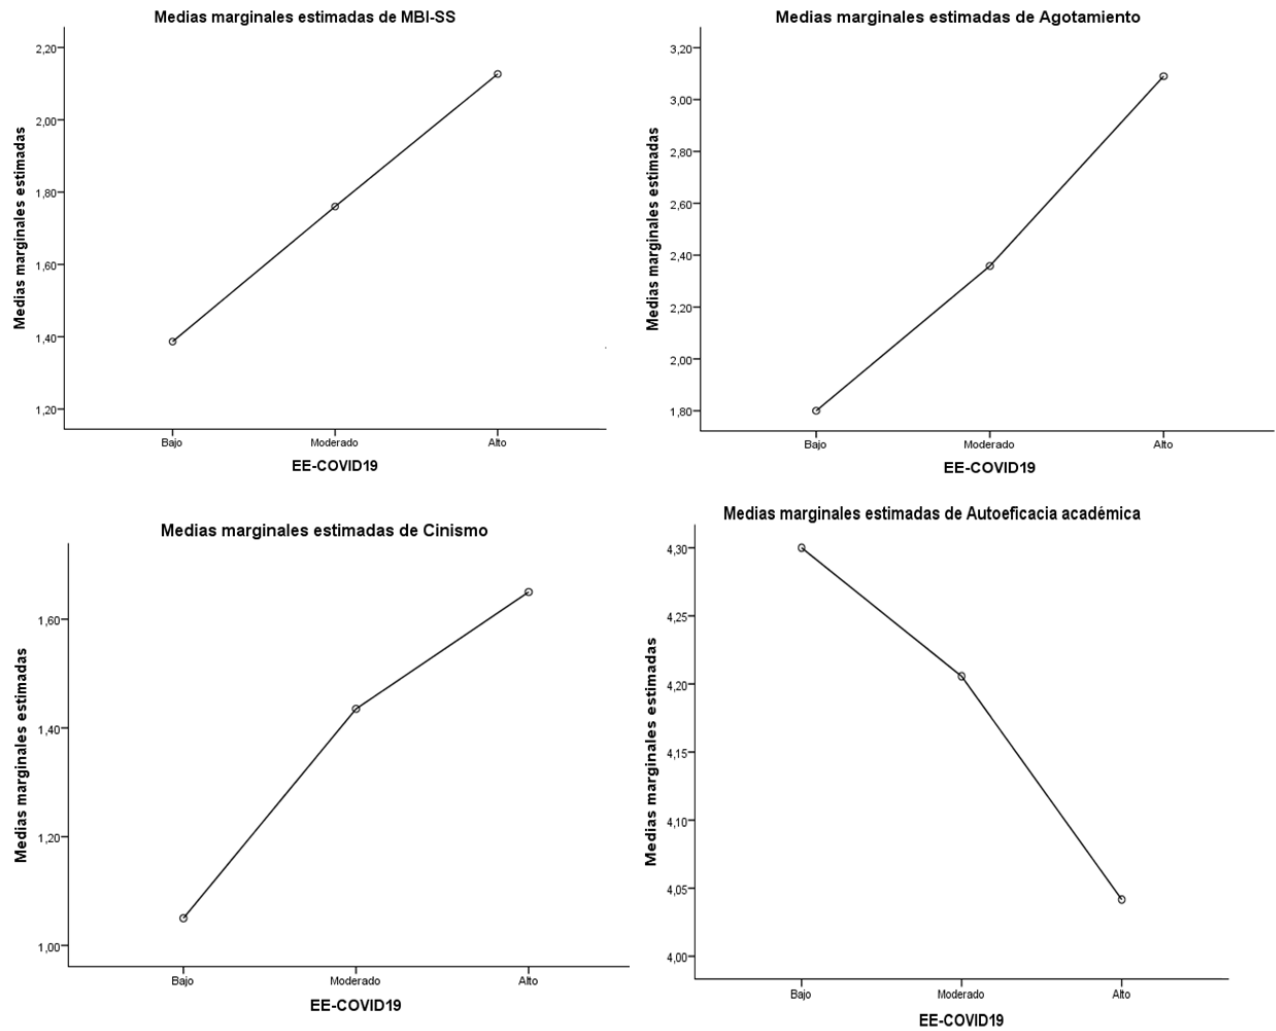 Medias marginales estimadas de MBI-SS
Medias marginales estimadas
2,20
2,00
1,80
1,60
1,40
1,20
Bajo
Moderado
Alto
EE-COVID19
Medias marginales estimadas de Agotamiento
Medias marginales estimadas
3,20
3,00
2,80
2,60
2,40
2,20
2,00
1,80
Bajo
Moderado
Alto
EE-COVID19
Medias marginales estimadas de Cinismo
Medias marginales estimadas
1,60
1,40
1,20
1,00
Bajo
Moderado
Alto
EE-COVID19
Medias marginales estimadas de Autoeficacia académica
Medias marginales estimadas
4,30
4,25
4,20
4,15
4,10
4,05
4,00
Bajo
Moderado
Alto
EE-COVID19